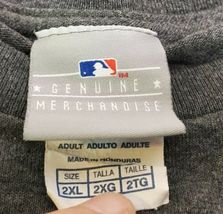 GENUINE
MERCHANDISE
ADULT ADULTO ADULTE
MADE IN HONDURAS
SIZE TALLA TAILLE
2XL 2XG 2TG